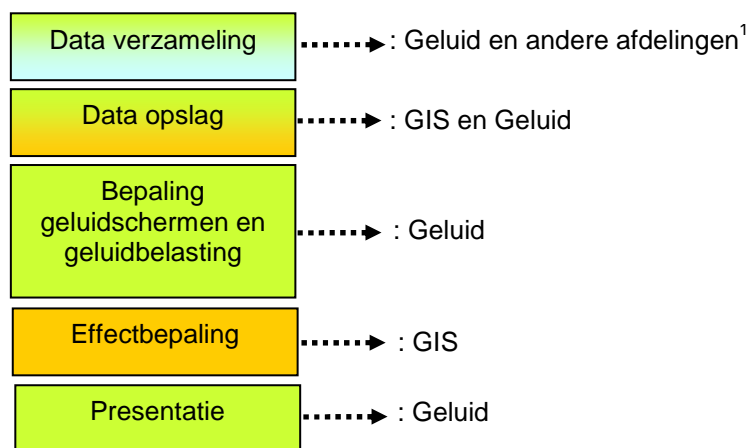 Data verzameling : Geluid en andere afdelingen¹
Data opslag : GIS en Geluid
Bepaling
geluidschermen en
geluidbelasting
: Geluid
Effectbepaling : GIS
Presentatie : Geluid